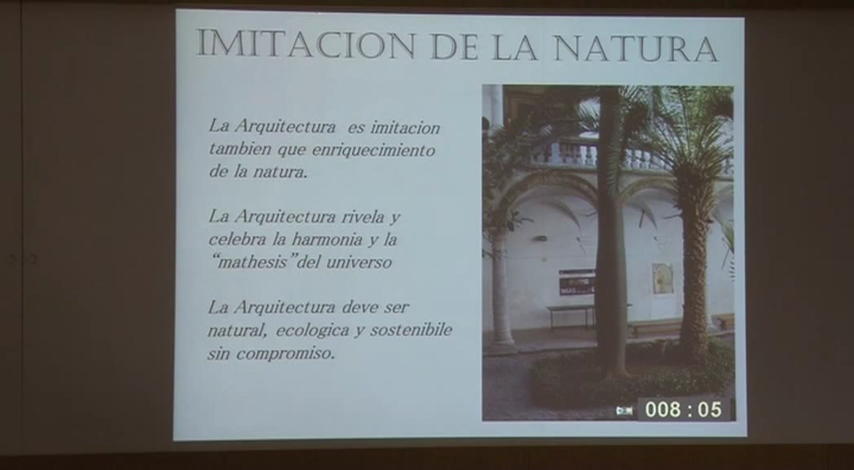 IMITACION DE LA NATURA
La Arquitectura es imitacion
tambien que enriquecimiento
de la natura.
La Arquitectura rivela y
celebra la harmonia y la
“mathesis”del universo
La Arquitectura deve ser
natural, ecologica y sostenibile
sin compromiso.
008 : 05